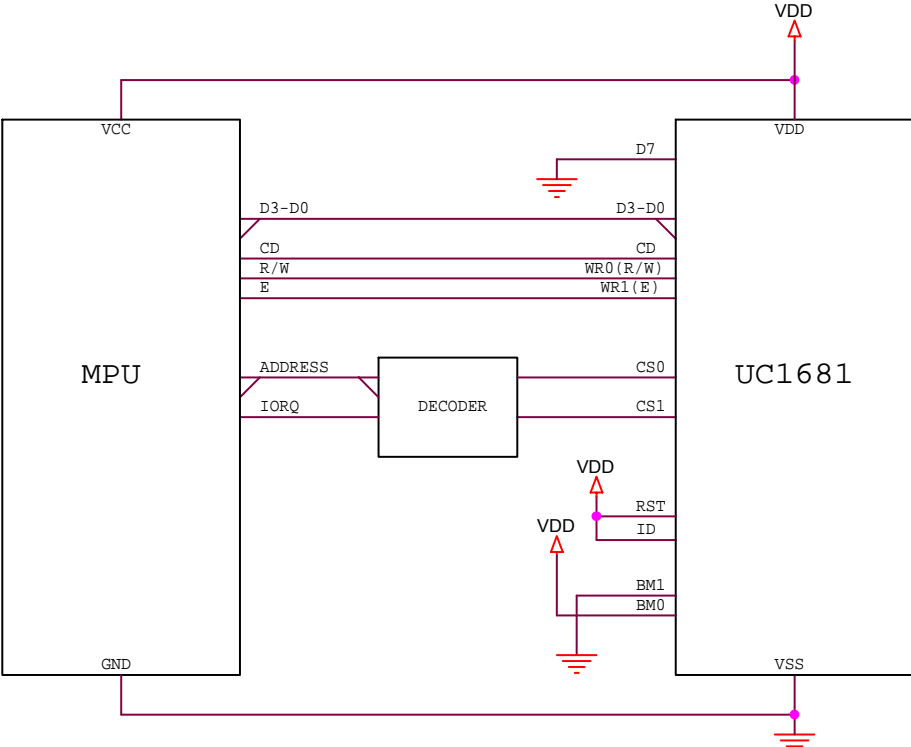 VDD
VCC
VDD
D7
D3-D0
D3-D0
CD
CD
R/W
WR0(R/W)
E
WR1(E)
MPU
ADDRESS
CS0
UC1681
IORQ
DECODER
CS1
VDD
RST
VDD
ID
BM1
BM0
GND
VSS